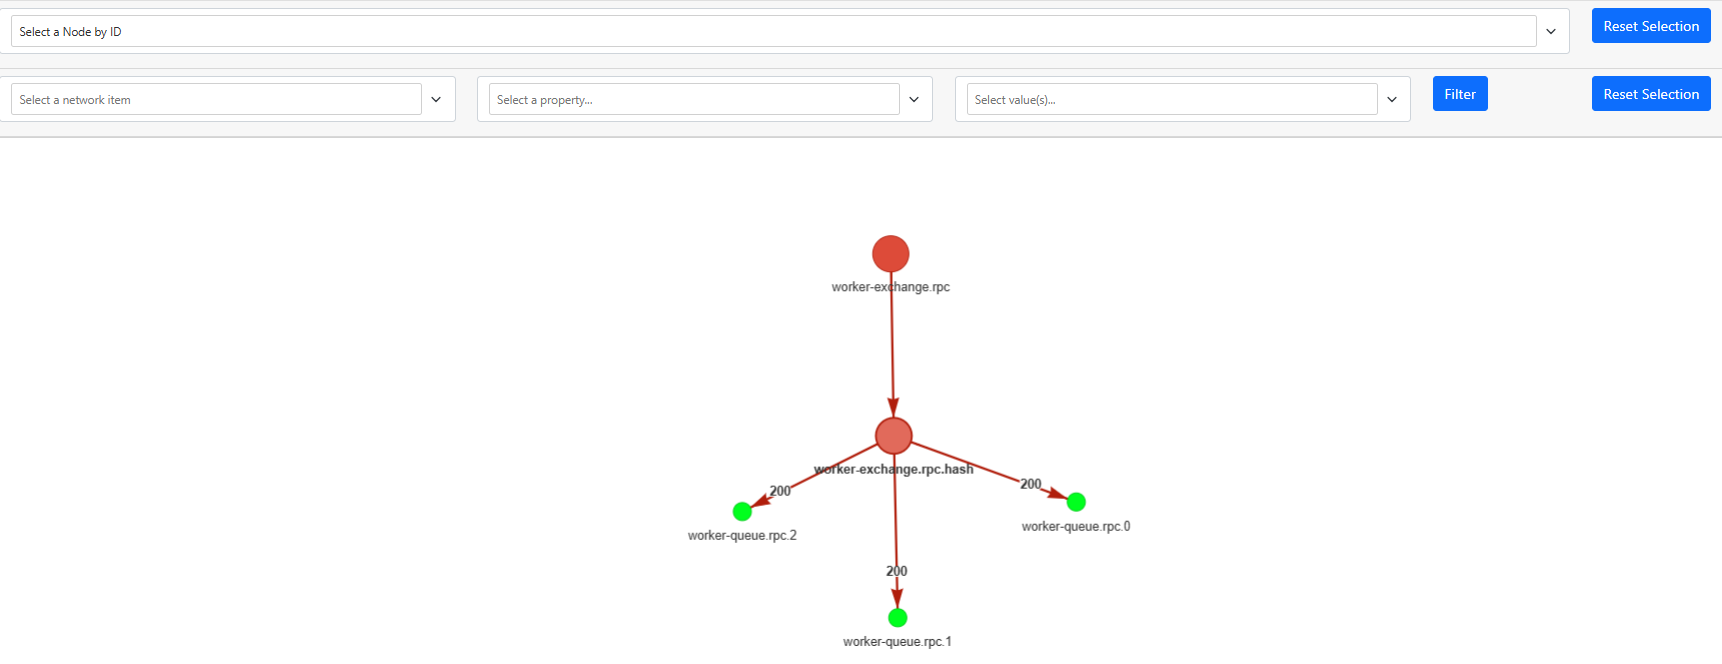 Select a Node by ID
Reset Selection
Select a network item
Select a property...
Select value(s)...
Filter
Reset Selection
worker-exchange.rpc
worker-exchange.rpc.hash
200
200
worker-queue.rpc.2
worker-queue.rpc.0
200
worker-queue.rpc.1